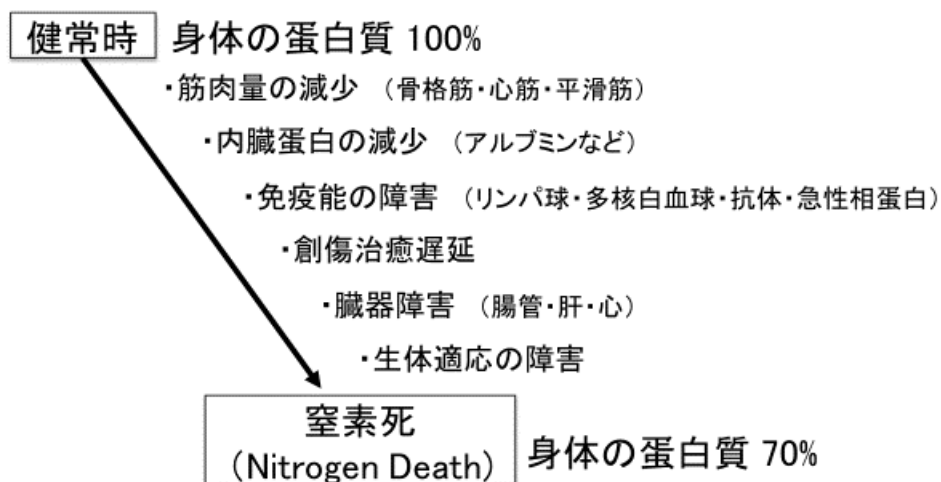 健常時 身体の蛋白質 100%
・筋肉量の減少 （骨格筋・心筋・平滑筋）
・内臓蛋白の減少 （アルブミンなど）
・免疫能の障害 （リンパ球・多核白血球・抗体・急性相蛋白）
・創傷治癒遅延
・臓器障害 （腸管・肝・心）
・生体適応の障害
窒素死
（Nitrogen Death）
身体の蛋白質 70%